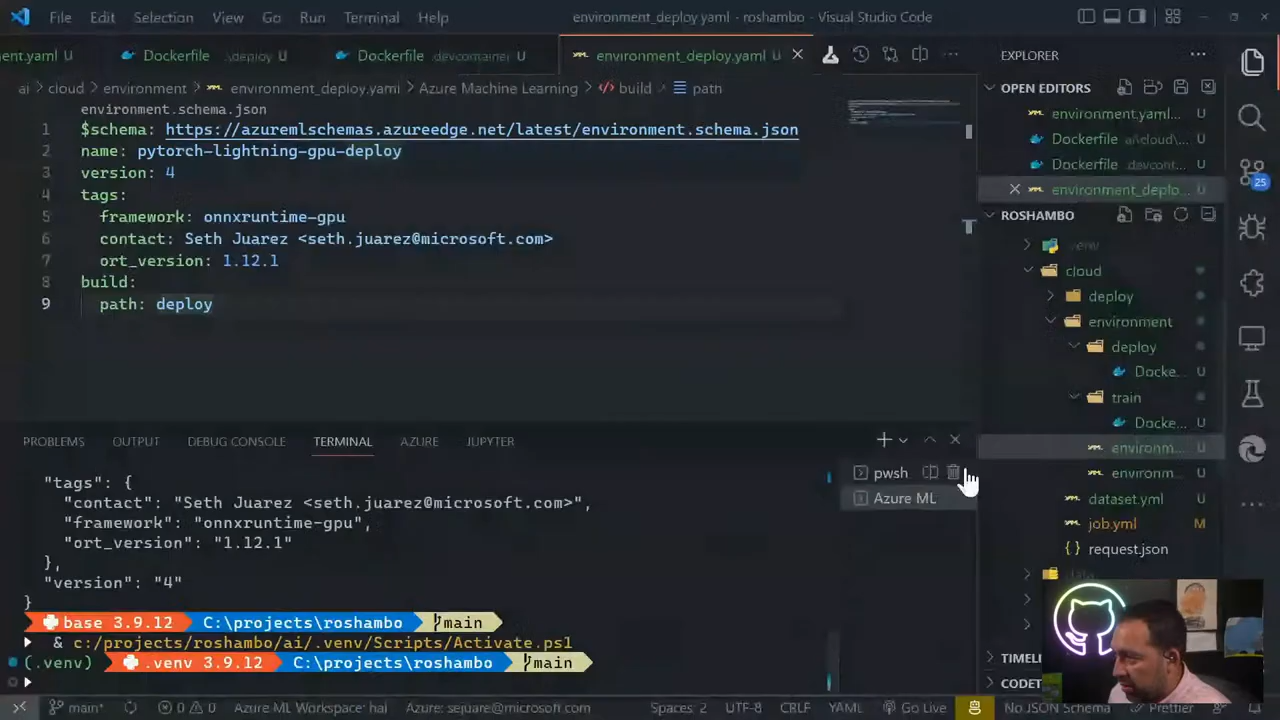 File Edit Selection View Go Run Terminal Help environment_deploy.yaml - roshambo - Visual Studio Code
ent.yaml U Dockerfile .deploy U Dockerfile devcontainer U environment_deploy.yaml U
EXPLORER
ai cloud environment environment_deploy.yaml Azure Machine Learning build path
environment.schema.json
1 $schema: https://azuremlschemas.azureedge.net/latest/environment.schema.json
2 name: pytorch-lightning-gpu-deploy
3 version: 4
4 tags:
5 framework: onnxruntime-gpu
6 contact: Seth Juarez <seth.juarez@microsoft.com>
7 ort_version: 1.12.1
8 build:
9 path: deploy
OPEN EDITORS
environment.yaml... U
Dockerfile ai\cloud\... U
Dockerfile devcont... U
environment_deplo... U
ROSHAMBO
.venv
cloud
deploy
environment
deploy
Docke... U
train
Docke... U
environm... U
environm... U
dataset.yml U
job.yml M
{} request.json U
25
TIMELI
CODET
PROBLEMS OUTPUT DEBUG CONSOLE TERMINAL AZURE JUPYTER
pwsh
Azure ML
"tags": {
"contact": "Seth Juarez <seth.juarez@microsoft.com>",
"framework": "onnxruntime-gpu",
"ort_version": "1.12.1"
},
"version": "4"
}
base 3.9.12 C:\projects\roshambo main
& c:/projects/roshambo/ai/.venv/Scripts/Activate.ps1
(.venv) .venv 3.9.12 C:\projects\roshambo main
main* 0 0 Azure ML Workspace: hal Azure: sejuare@microsoft.com Spaces: 2 UTF-8 CRLF YAML Go Live No JSON Schema Prettier